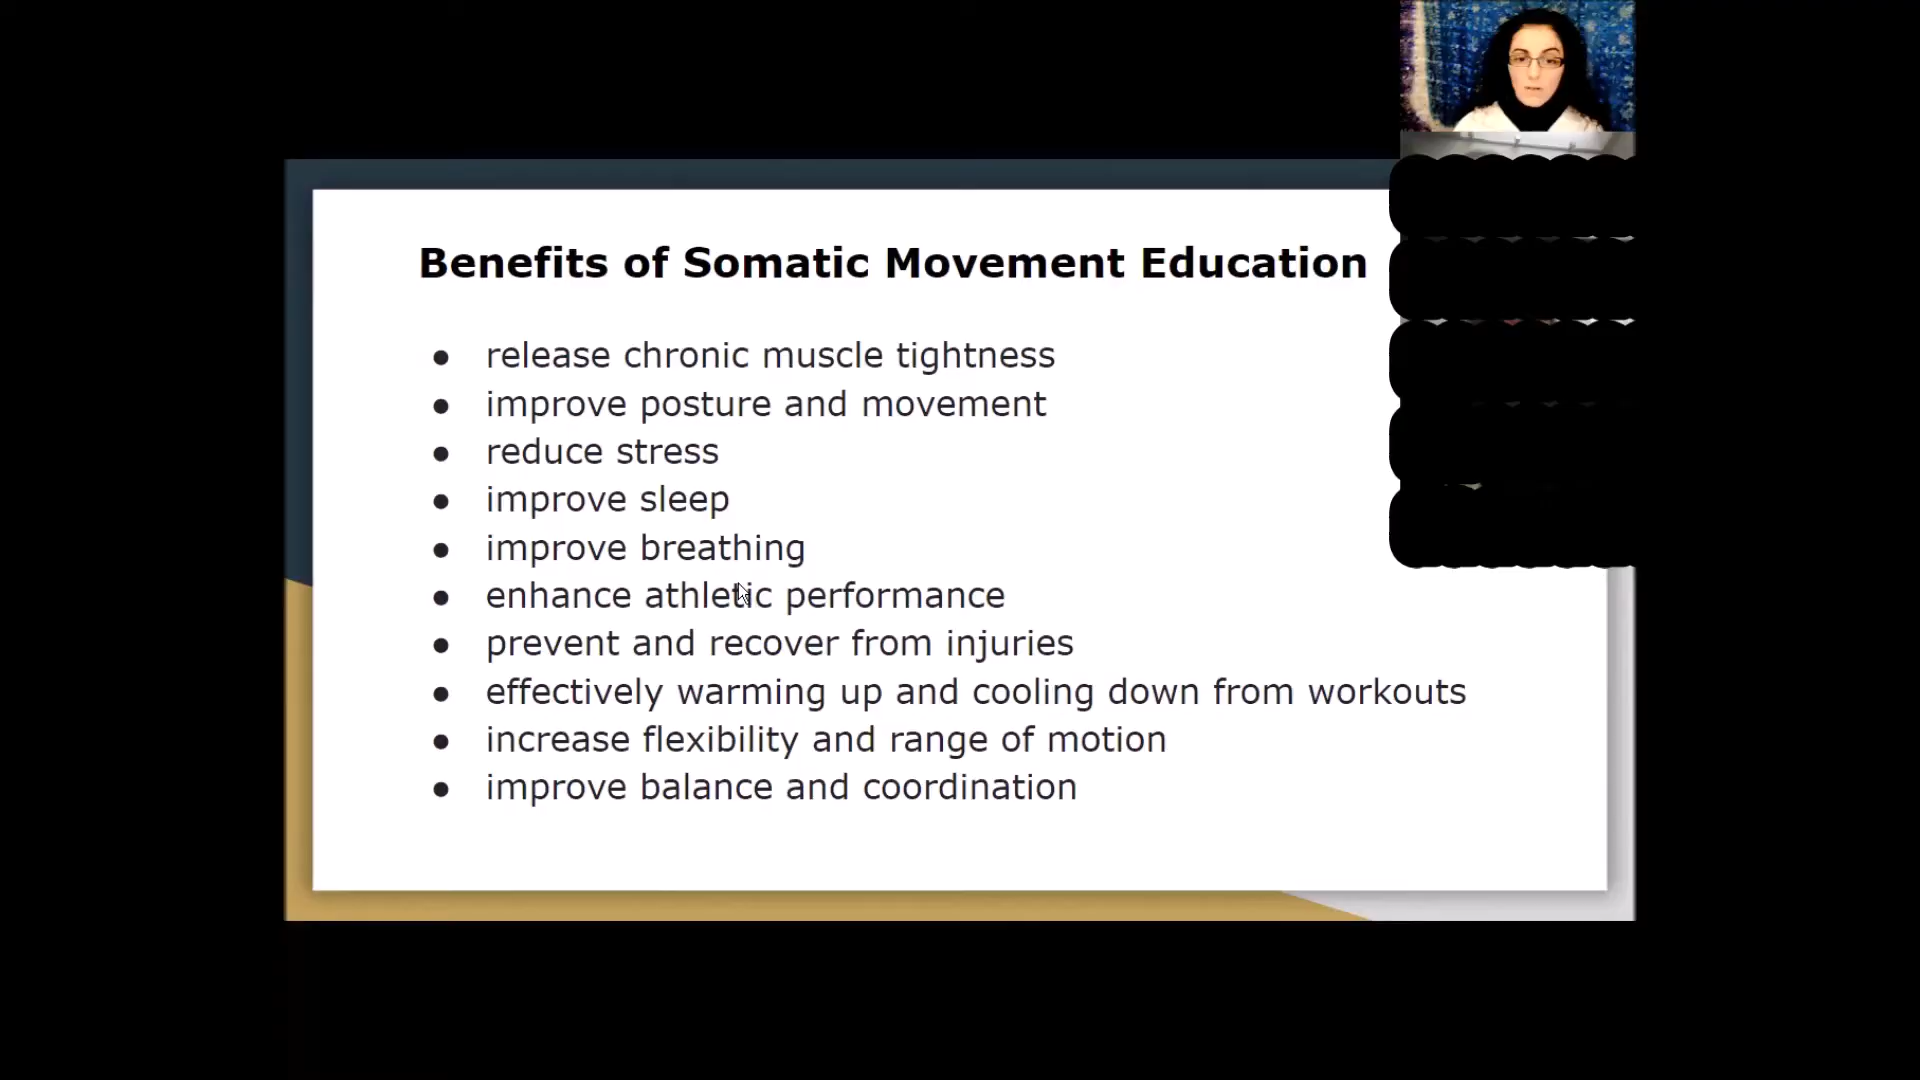 Benefits of Somatic Movement Education
● release chronic muscle tightness
● improve posture and movement
● reduce stress
● improve sleep
● improve breathing
● enhance athletic performance
● prevent and recover from injuries
● effectively warming up and cooling down from workouts
● increase flexibility and range of motion
● improve balance and coordination